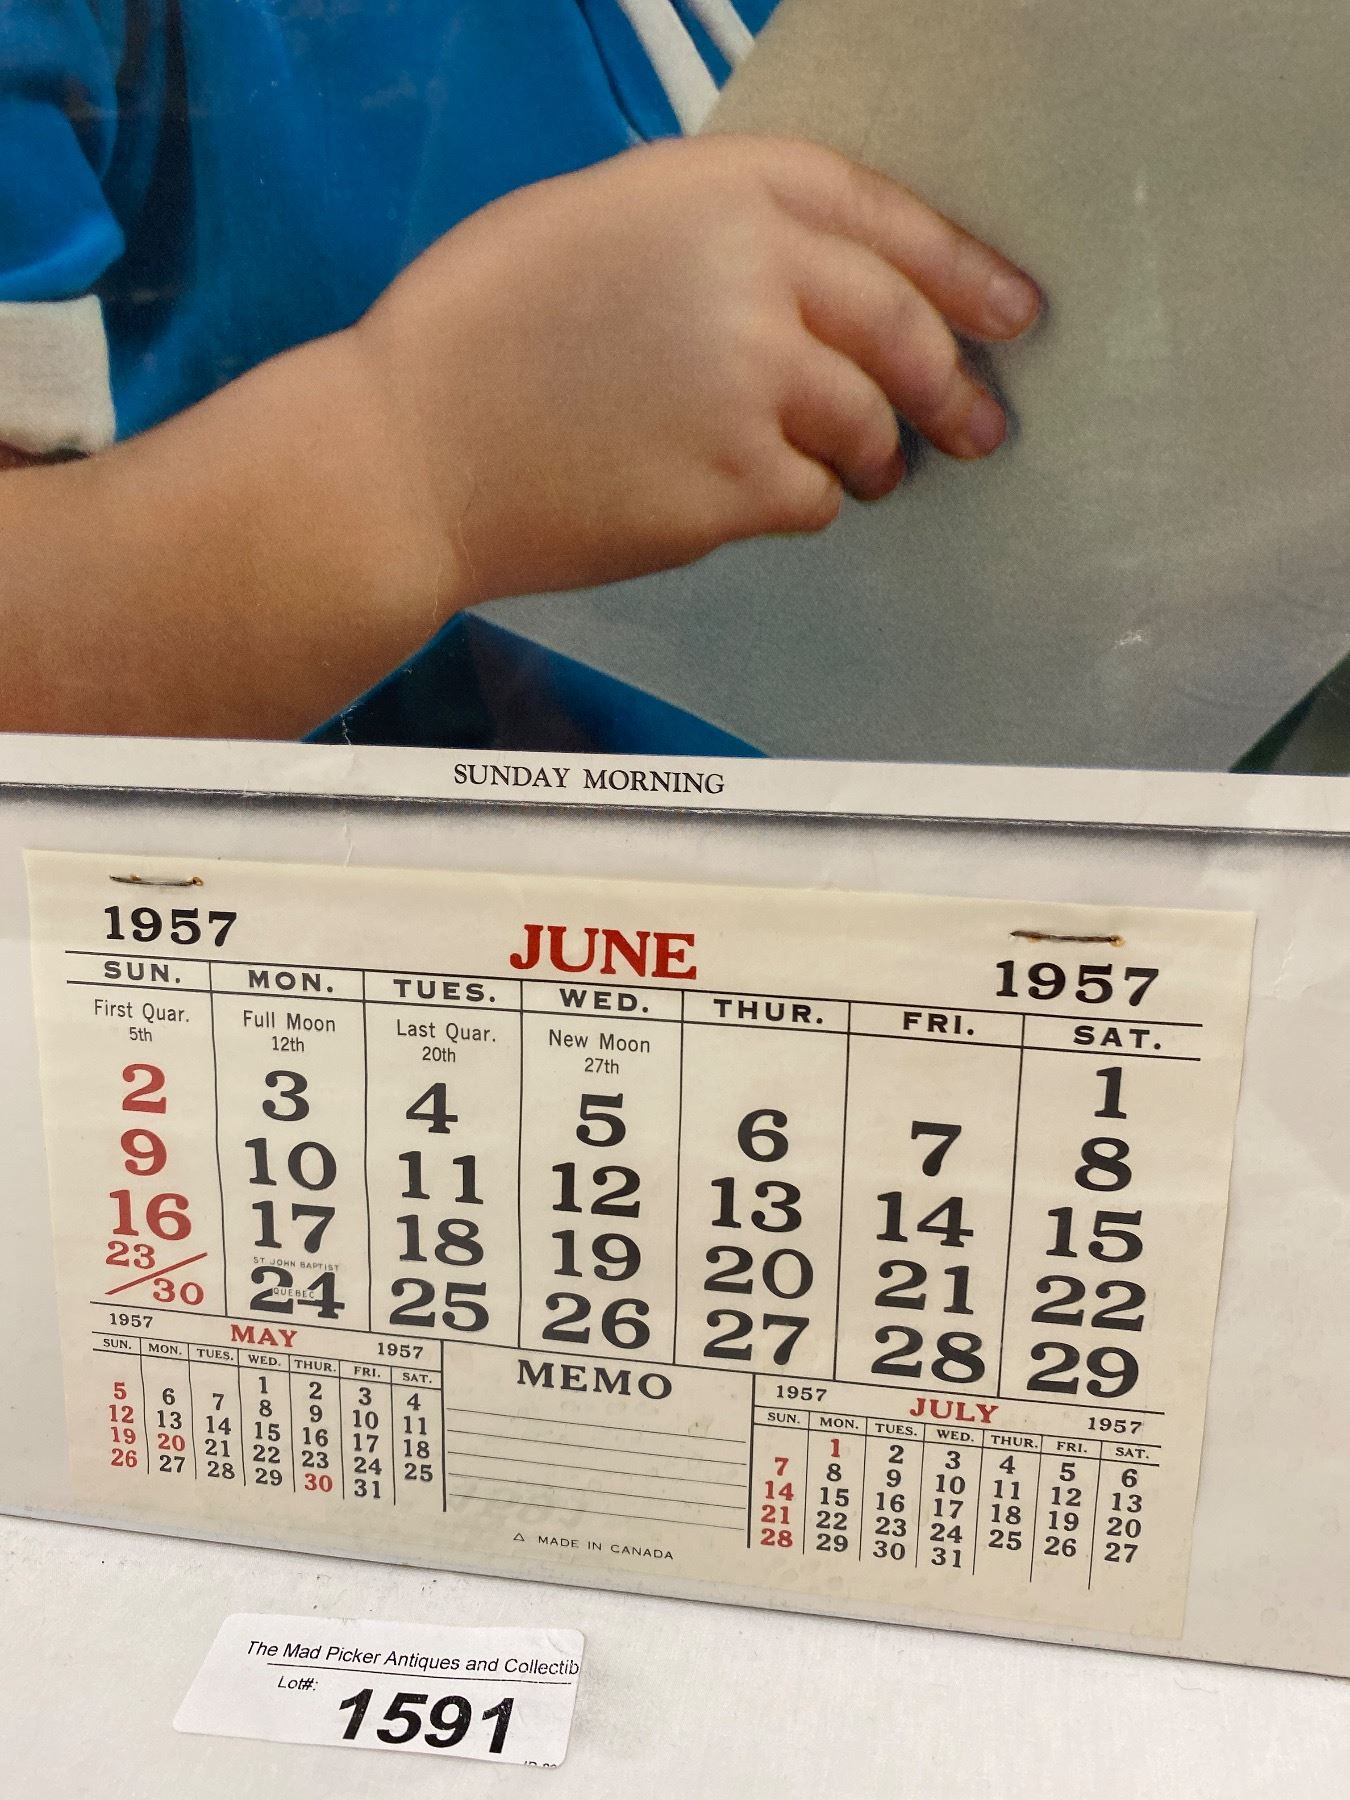 SUNDAY MORNING
1957 JUNE 1957
SUN. MON. TUES. WED. THUR. FRI. SAT.
First Quar. 5th Full Moon 12th Last Quar. 20th New Moon 27th 1
2 3 4 5 6 7 8
9 10 11 12 13 14 15
16 17 18 19 20 21 22
23/30 ST JOHN BAPTIST 24 QUEBEC 25 26 27 28 29
1957 MAY 1957
SUN. MON. TUES. WED. THUR. FRI. SAT.
1 2 3 4
5 6 7 8 9 10 11
12 13 14 15 16 17 18
19 20 21 22 23 24 25
26 27 28 29 30 31
MEMO
△ MADE IN CANADA
1957 JULY 1957
SUN. MON. TUES. WED. THUR. FRI. SAT.
1 2 3 4 5 6
7 8 9 10 11 12 13
14 15 16 17 18 19 20
21 22 23 24 25 26 27
28 29 30 31
The Mad Picker Antiques and Collectib
Lot#: 1591